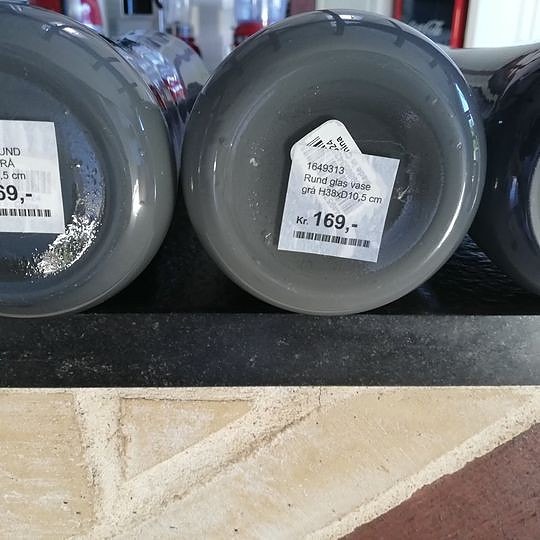 UND
RÅ
,5 cm
69,-
1649313
Rund glas vase
grå H38xD10,5 cm
Kr. 169,-